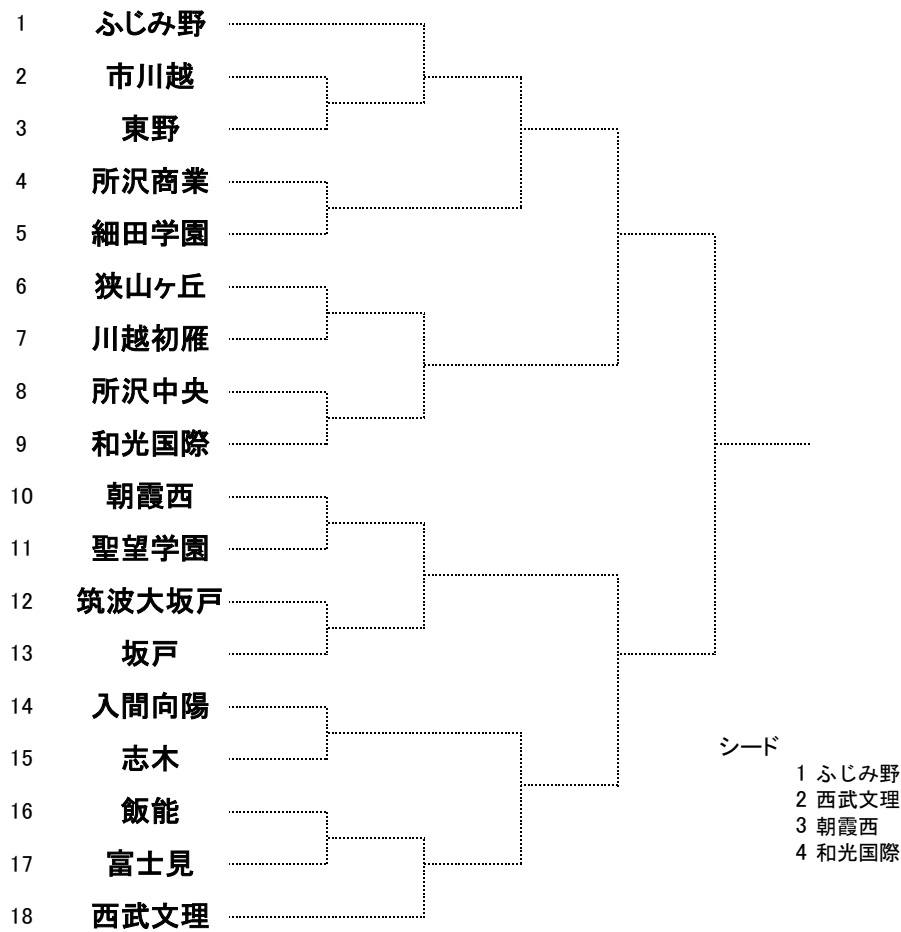 1 ふじみ野
2 市川越
3 東野
4 所沢商業
5 細田学園
6 狭山ヶ丘
7 川越初雁
8 所沢中央
9 和光国際
10 朝霞西
11 聖望学園
12 筑波大坂戸
13 坂戸
14 入間向陽
15 志木
16 飯能
17 富士見
18 西武文理
シード
1 ふじみ野
2 西武文理
3 朝霞西
4 和光国際